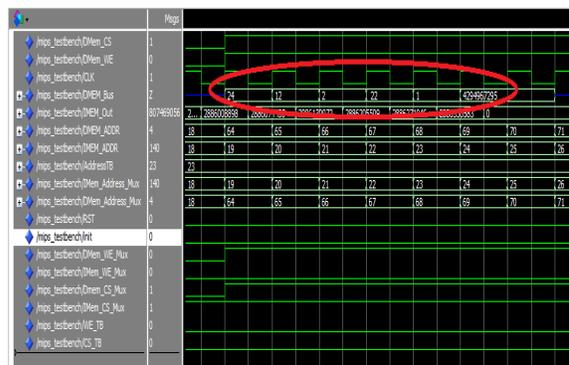 Msgs
/mips_testbench/DMem_CS 1
/mips_testbench/DMem_WE 0
/mips_testbench/CLK 1
/mips_testbench/DMEM_Bus Z 24 12 2 22 1 4294967295
/mips_testbench/IMEM_Out 807469056 2... 2886008898 0
/mips_testbench/DMEM_ADDR 4 18 64 65 66 67 68 69 70 71
/mips_testbench/IMEM_ADDR 140 18 19 20 21 22 23 24 25 26
/mips_testbench/AddressTB 23 23
/mips_testbench/IMem_Address_Mux 140 18 19 20 21 22 23 24 25 26
/mips_testbench/DMem_Address_Mux 4 18 64 65 66 67 68 69 70 71
/mips_testbench/RST 0
/mips_testbench/init 0
/mips_testbench/DMem_WE_Mux 0
/mips_testbench/IMem_WE_Mux 0
/mips_testbench/Dmem_CS_Mux 1
/mips_testbench/IMem_CS_Mux 1
/mips_testbench/WE_TB 0
/mips_testbench/CS_TB 0